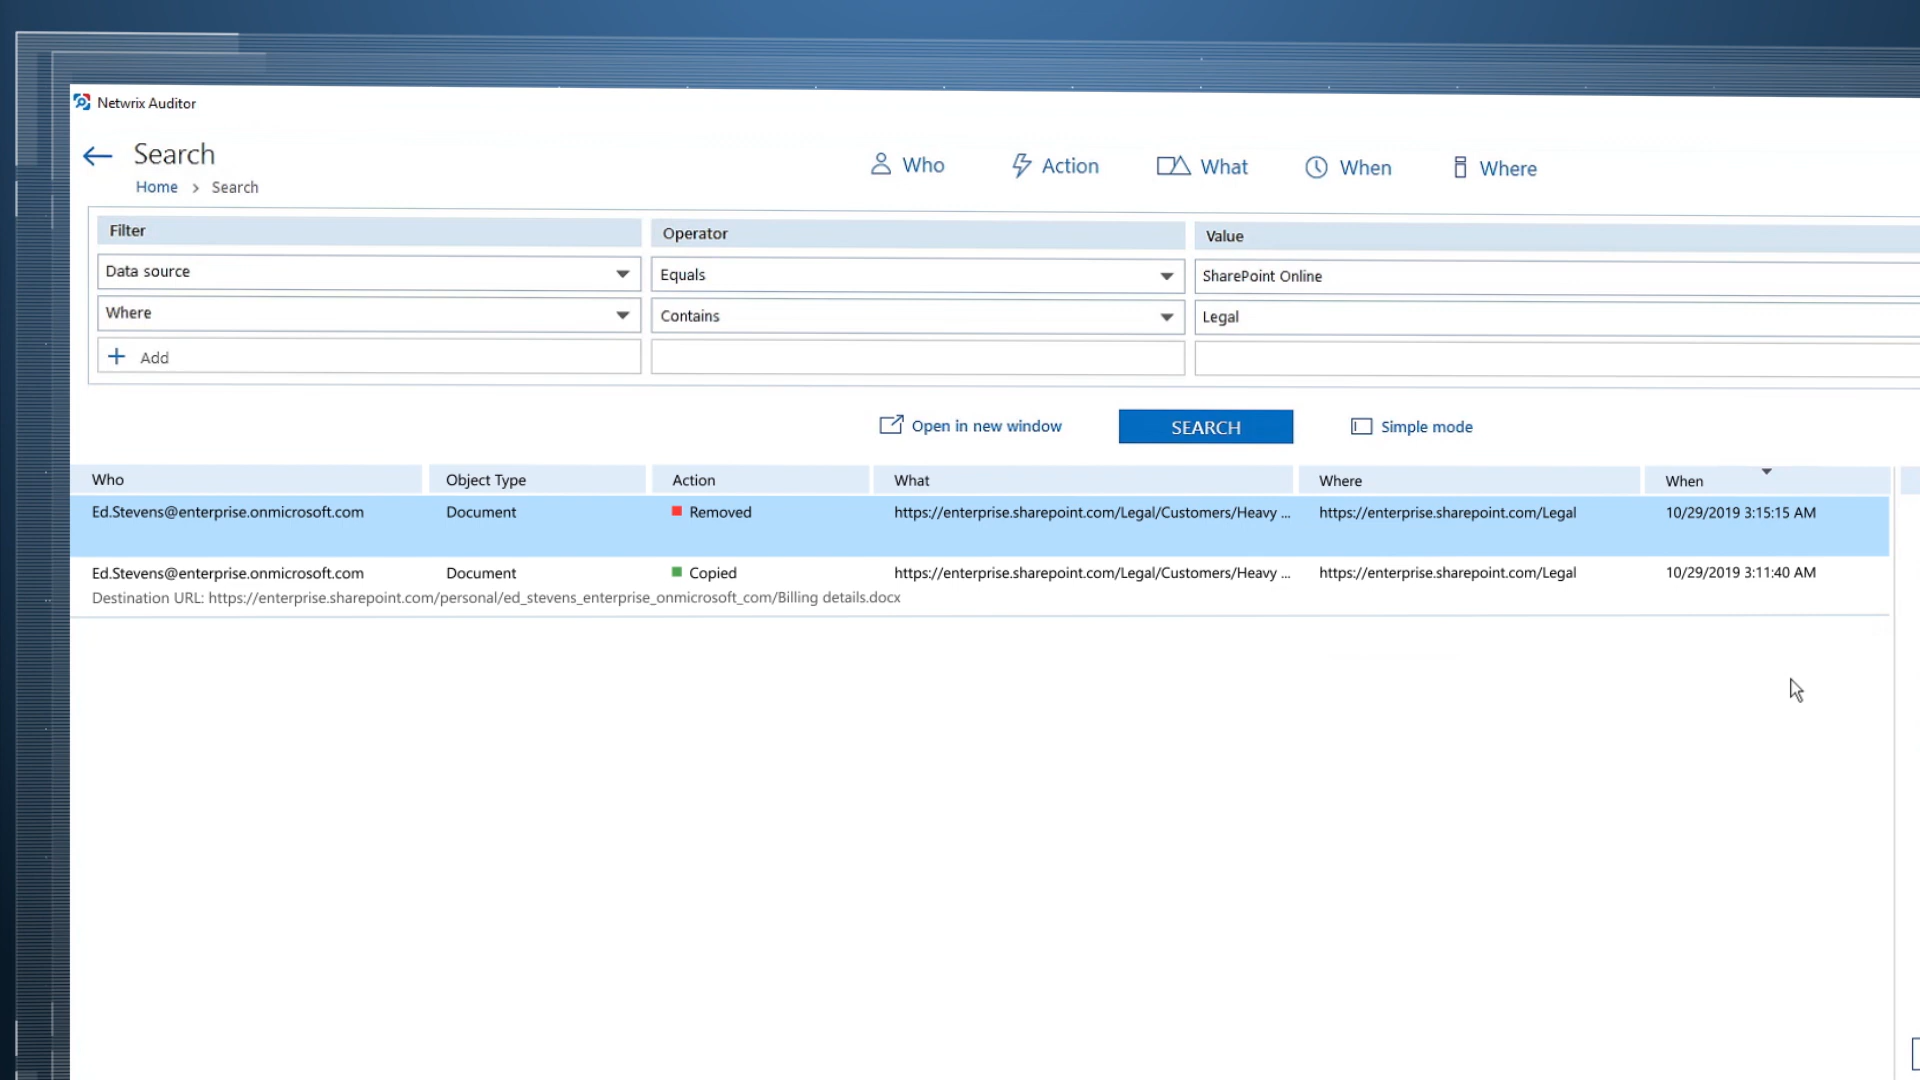 Netwrix Auditor
Search
Home > Search
Who Action What When Where
Filter Operator Value
Data source Equals SharePoint Online
Where Contains Legal
+ Add
Open in new window SEARCH Simple mode
Who Object Type Action What Where When
Ed.Stevens@enterprise.onmicrosoft.com Document Removed https://enterprise.sharepoint.com/Legal/Customers/Heavy ... https://enterprise.sharepoint.com/Legal 10/29/2019 3:15:15 AM
Ed.Stevens@enterprise.onmicrosoft.com Document Copied https://enterprise.sharepoint.com/Legal/Customers/Heavy ... https://enterprise.sharepoint.com/Legal 10/29/2019 3:11:40 AM
Destination URL: https://enterprise.sharepoint.com/personal/ed_stevens_enterprise_onmicrosoft_com/Billing details.docx